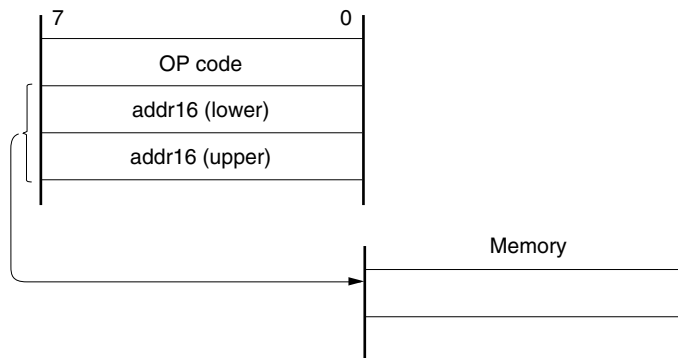 7 0
OP code
addr16 (lower)
addr16 (upper)
Memory